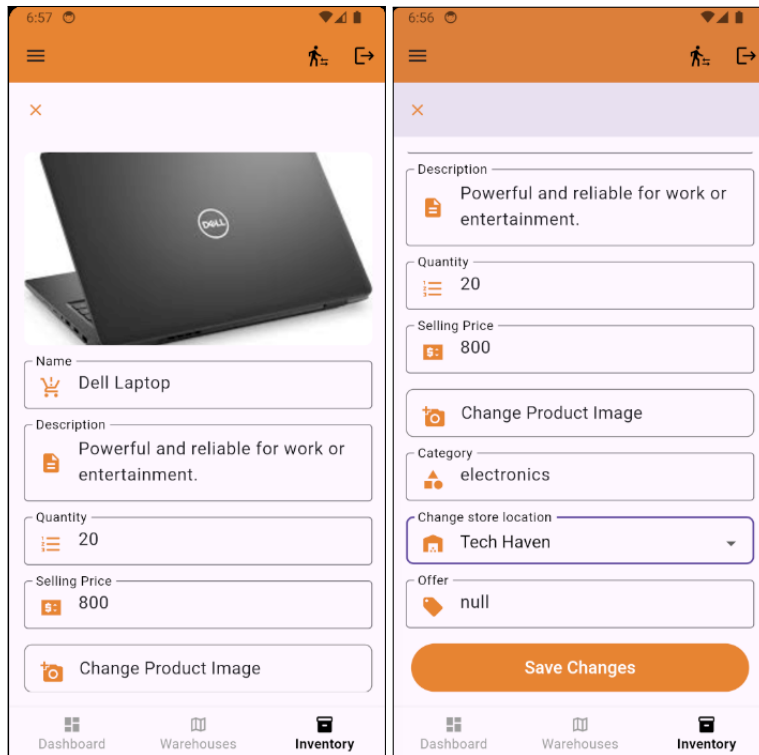 6:57
DELL
Name
Dell Laptop
Description
Powerful and reliable for work or
entertainment.
Quantity
20
Selling Price
800
Change Product Image
Dashboard
Warehouses
Inventory
6:56
Description
Powerful and reliable for work or
entertainment.
Quantity
20
Selling Price
800
Change Product Image
Category
electronics
Change store location
Tech Haven
Offer
null
Save Changes
Dashboard
Warehouses
Inventory